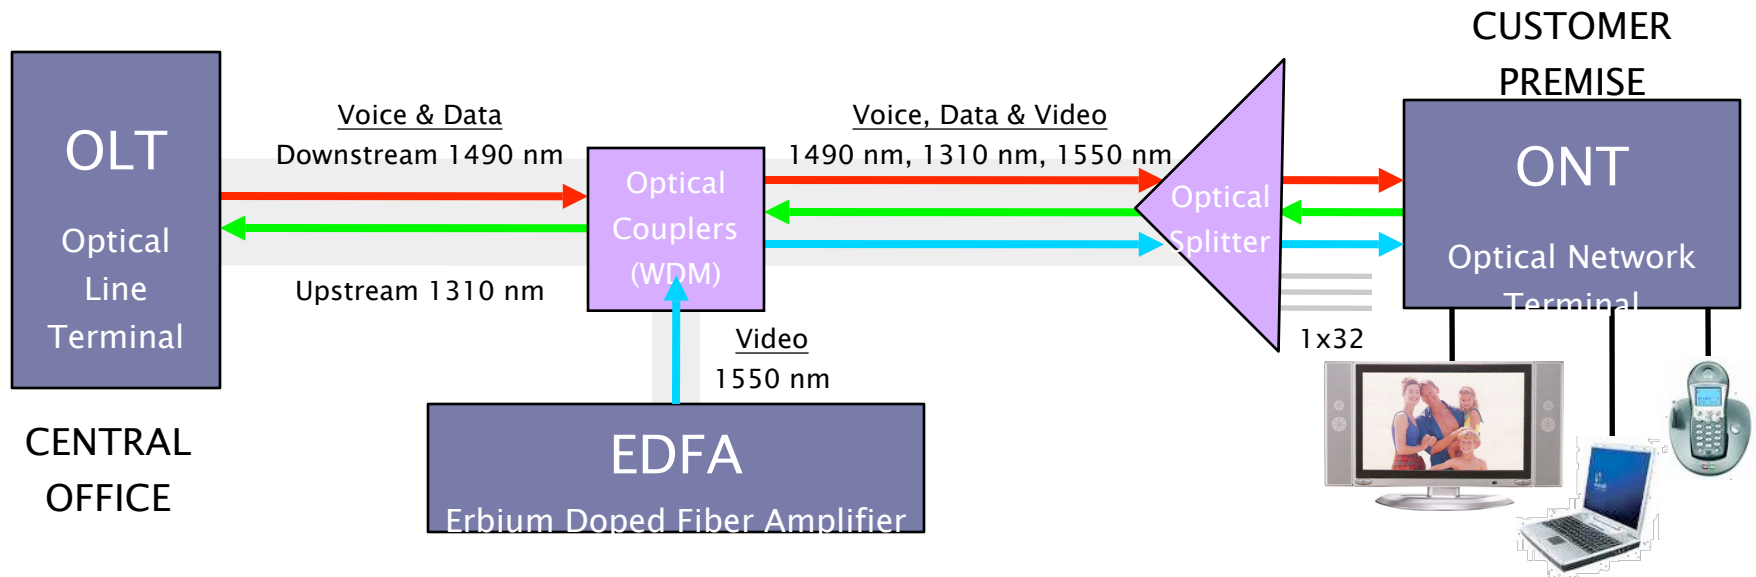 CUSTOMER
PREMISE
OLT
Optical
Line
Terminal
CENTRAL
OFFICE
Voice & Data
Downstream 1490 nm
Upstream 1310 nm
Optical
Couplers
(WDM)
Video
1550 nm
EDFA
Erbium Doped Fiber Amplifier
Voice, Data & Video
1490 nm, 1310 nm, 1550 nm
Optical
Splitter
1x32
ONT
Optical Network
Terminal